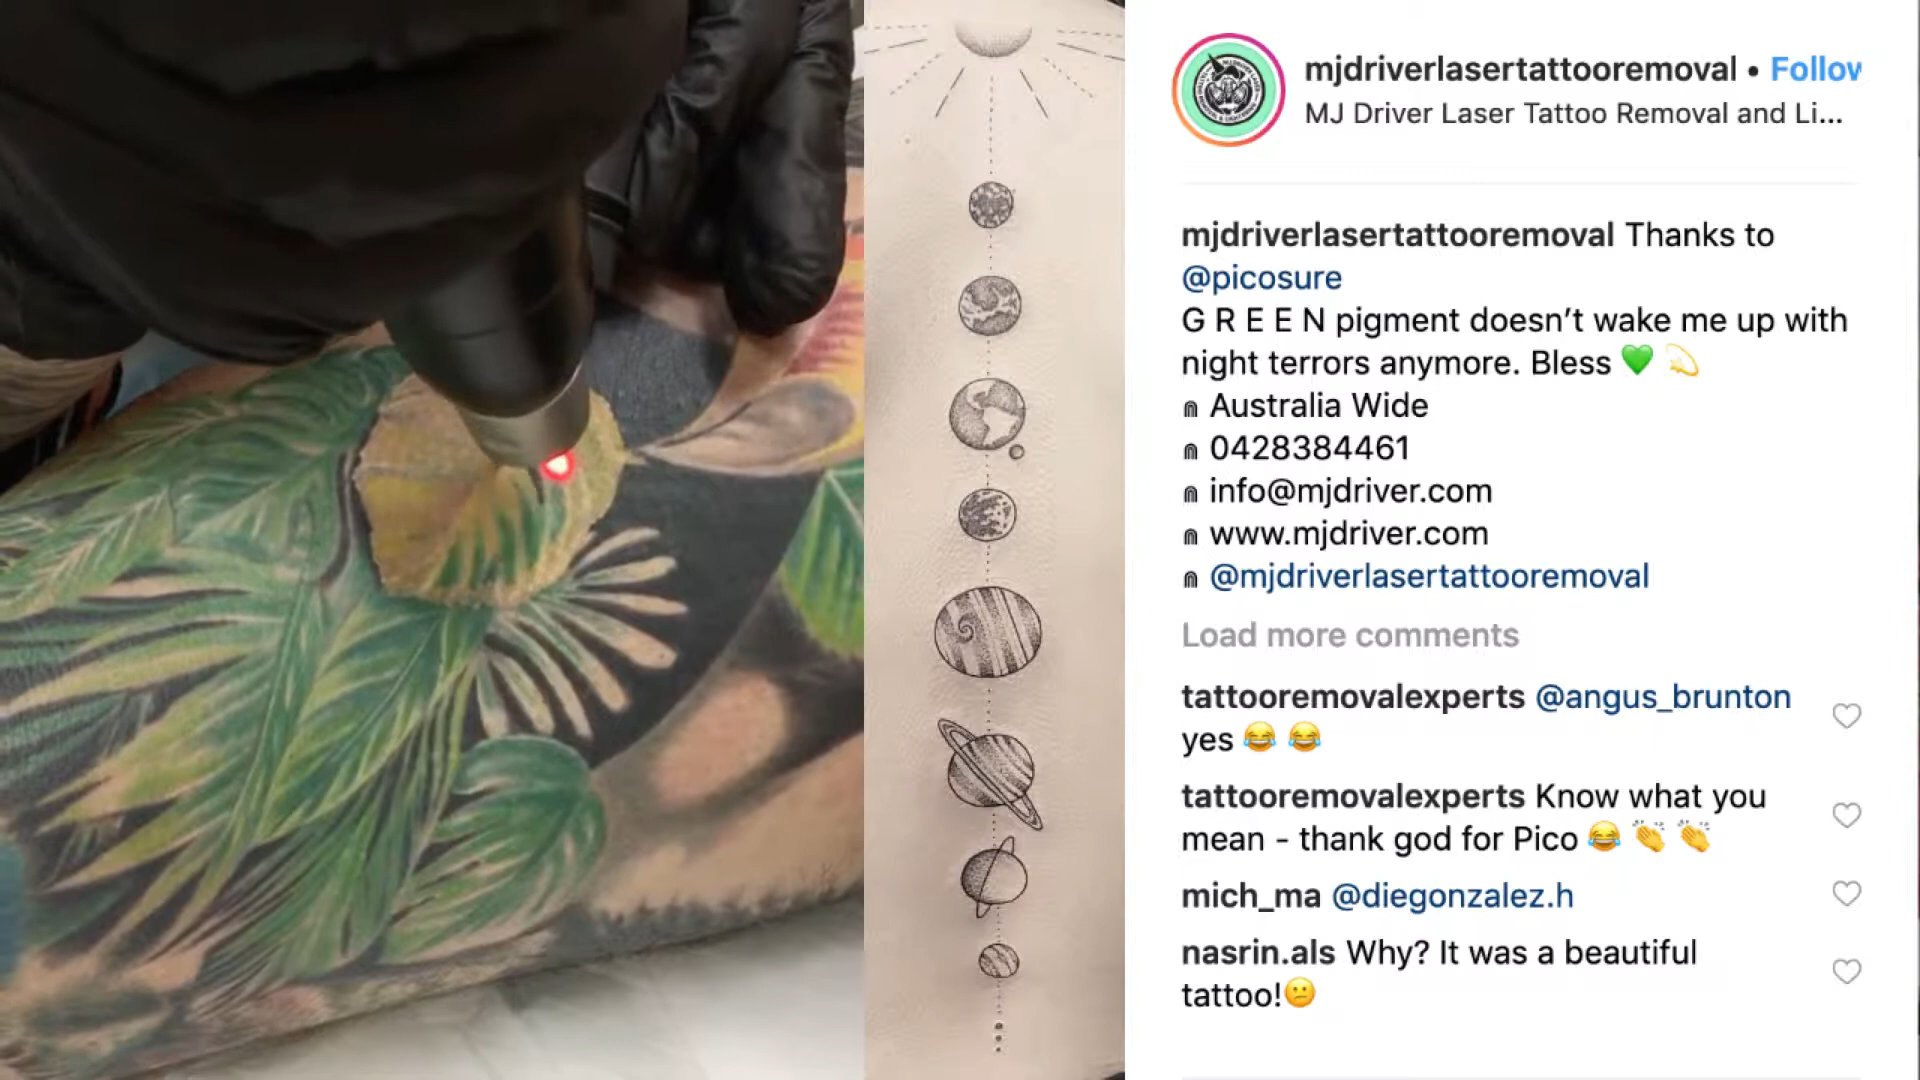 mjdriverlasertattooremoval • Follow
MJ Driver Laser Tattoo Removal and Li...
mjdriverlasertattooremoval Thanks to
@picosure
G R E E N pigment doesn’t wake me up with
night terrors anymore. Bless 💚 💫
⋒ Australia Wide
⋒ 0428384461
⋒ info@mjdriver.com
⋒ www.mjdriver.com
⋒ @mjdriverlasertattooremoval
Load more comments
tattooremovalexperts @angus_brunton
yes 😂 😂
tattooremovalexperts Know what you
mean - thank god for Pico 😂 👏 👏
mich_ma @diegonzalez.h
nasrin.als Why? It was a beautiful
tattoo!😕